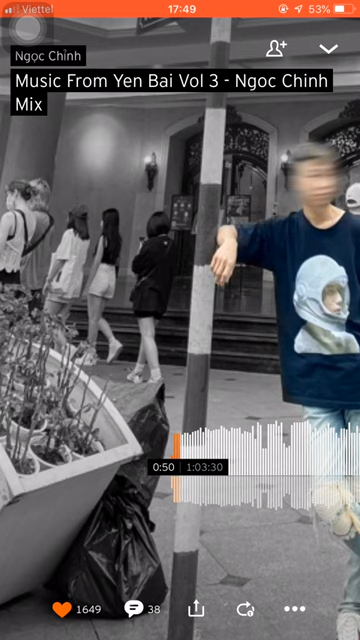 Viettel 17:49 53%
Ngọc Chỉnh
Music From Yen Bai Vol 3 - Ngoc Chinh
Mix
0:50 1:03:30
1649 38